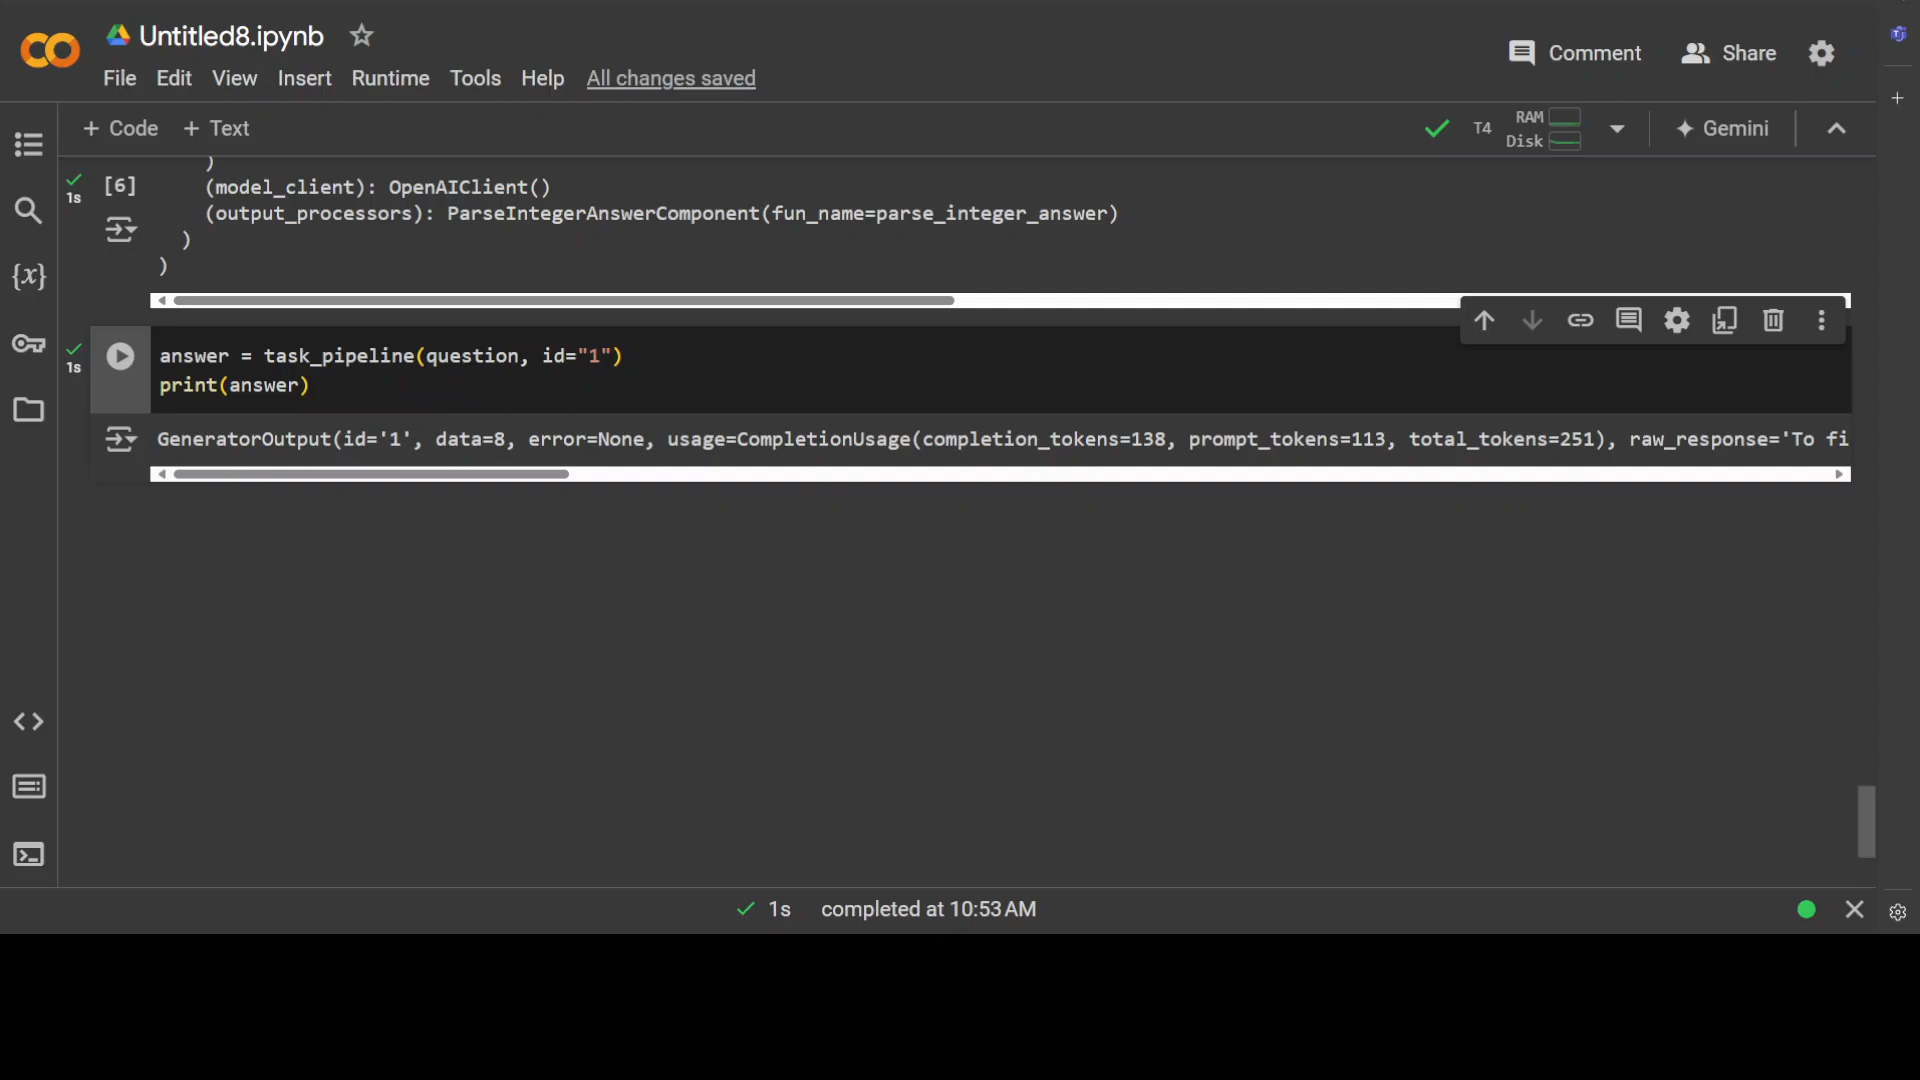 Untitled8.ipynb
Comment
Share
File Edit View Insert Runtime Tools Help All changes saved
+ Code + Text
T4
RAM
Disk
Gemini
)
1s
[6]
(model_client): OpenAIClient()
(output_processors): ParseIntegerAnswerComponent(fun_name=parse_integer_answer)
)
)
1s
answer = task_pipeline(question, id="1")
print(answer)
GeneratorOutput(id='1', data=8, error=None, usage=CompletionUsage(completion_tokens=138, prompt_tokens=113, total_tokens=251), raw_response='To fi
{x}
<>
1s completed at 10:53 AM